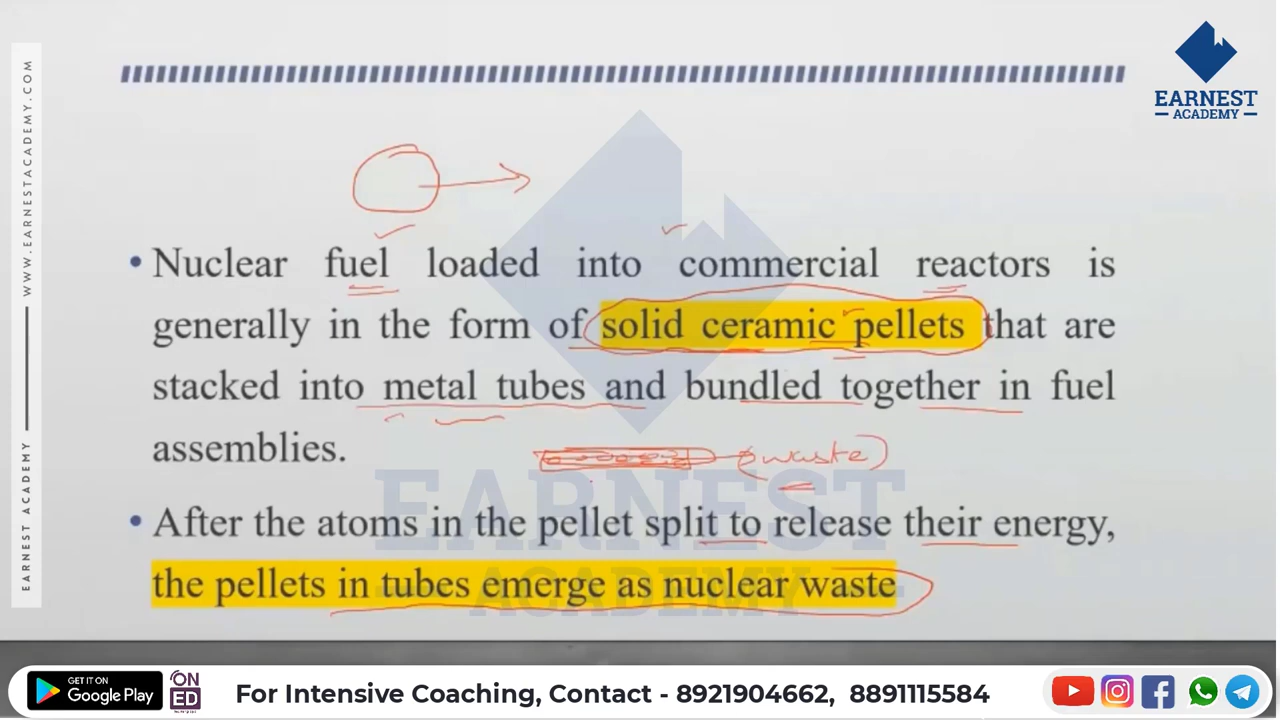 EARNEST
ACADEMY
WWW.EARNESTACADEMY.COM
EARNEST ACADEMY
• Nuclear fuel loaded into commercial reactors is
generally in the form of solid ceramic pellets that are
stacked into metal tubes and bundled together in fuel
assemblies.
(waste)
• After the atoms in the pellet split to release their energy,
the pellets in tubes emerge as nuclear waste
EARNEST
ACADEMY
GET IT ON
Google Play
ON
ED
For Intensive Coaching, Contact - 8921904662, 8891115584